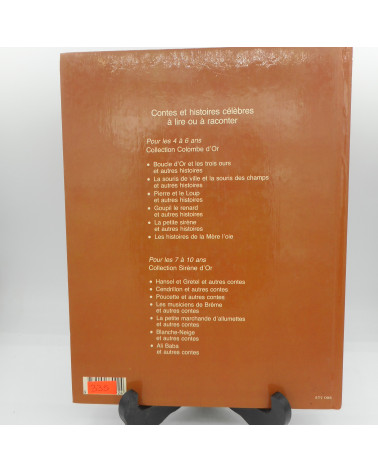 Contes et histoires célèbres
à lire ou à raconter
Pour les 4 à 6 ans
Collection Colombe d'Or
• Boucle d'Or et les trois ours
et autres histoires
• La souris de ville et la souris des champs
et autres histoires
• Pierre et le Loup
et autres histoires
• Goupil le renard
et autres histoires
• La petite sirène
et autres histoires
• Les histoires de la Mère l'oie
Pour les 7 à 10 ans
Collection Sirène d'Or
• Hansel et Gretel et autres contes
• Cendrillon et autres contes
• Poucette et autres contes
• Les musiciens de Brême
et autres contes
• La petite marchande d'allumettes
et autres contes
• Blanche-Neige
et autres contes
• Ali Baba
et autres contes